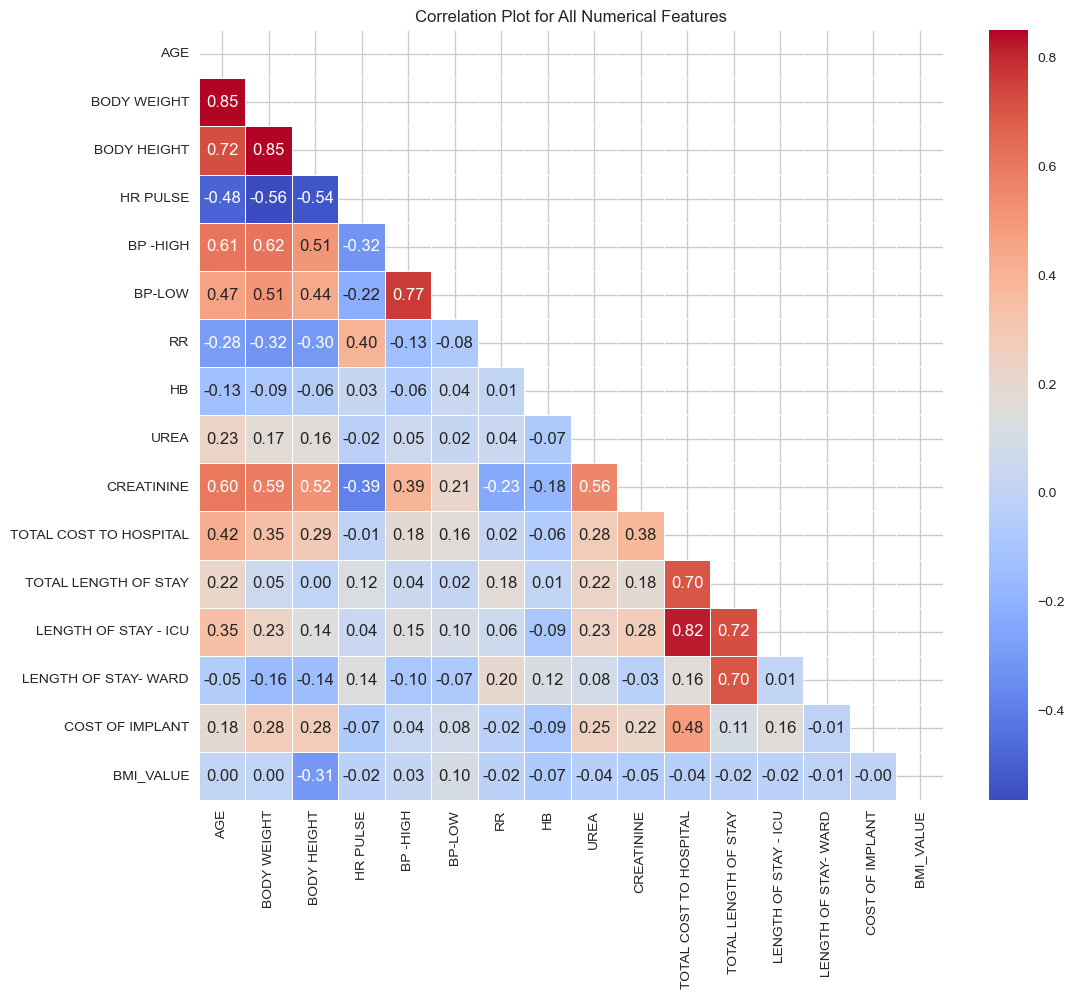 Correlation Plot for All Numerical Features
AGE
BODY WEIGHT 0.85
BODY HEIGHT 0.72 0.85
HR PULSE -0.48 -0.56 -0.54
BP -HIGH 0.61 0.62 0.51 -0.32
BP-LOW 0.47 0.51 0.44 -0.22 0.77
RR -0.28 -0.32 -0.30 0.40 -0.13 -0.08
HB -0.13 -0.09 -0.06 0.03 -0.06 0.04 0.01
UREA 0.23 0.17 0.16 -0.02 0.05 0.02 0.04 -0.07
CREATININE 0.60 0.59 0.52 -0.39 0.39 0.21 -0.23 -0.18 0.56
TOTAL COST TO HOSPITAL 0.42 0.35 0.29 -0.01 0.18 0.16 0.02 -0.06 0.28 0.38
TOTAL LENGTH OF STAY 0.22 0.05 0.00 0.12 0.04 0.02 0.18 0.01 0.22 0.18 0.70
LENGTH OF STAY - ICU 0.35 0.23 0.14 0.04 0.15 0.10 0.06 -0.09 0.23 0.28 0.82 0.72
LENGTH OF STAY- WARD -0.05 -0.16 -0.14 0.14 -0.10 -0.07 0.20 0.12 0.08 -0.03 0.16 0.70 0.01
COST OF IMPLANT 0.18 0.28 0.28 -0.07 0.04 0.08 -0.02 -0.09 0.25 0.22 0.48 0.11 0.16 -0.01
BMI_VALUE 0.00 0.00 -0.31 -0.02 0.03 0.10 -0.02 -0.07 -0.04 -0.05 -0.04 -0.02 -0.02 -0.01 -0.00
AGE
BODY WEIGHT
BODY HEIGHT
HR PULSE
BP -HIGH
BP-LOW
RR
HB
UREA
CREATININE
TOTAL COST TO HOSPITAL
TOTAL LENGTH OF STAY
LENGTH OF STAY - ICU
LENGTH OF STAY- WARD
COST OF IMPLANT
BMI_VALUE
0.8
0.6
0.4
0.2
0.0
−0.2
−0.4